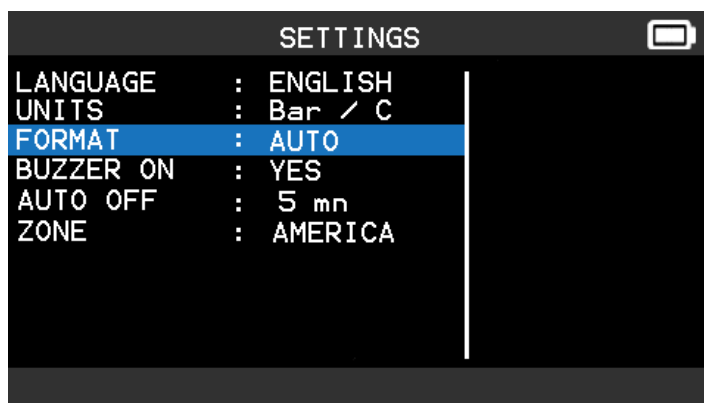 SETTINGS
LANGUAGE : ENGLISH
UNITS : Bar / C
FORMAT : AUTO
BUZZER ON : YES
AUTO OFF : 5 mn
ZONE : AMERICA